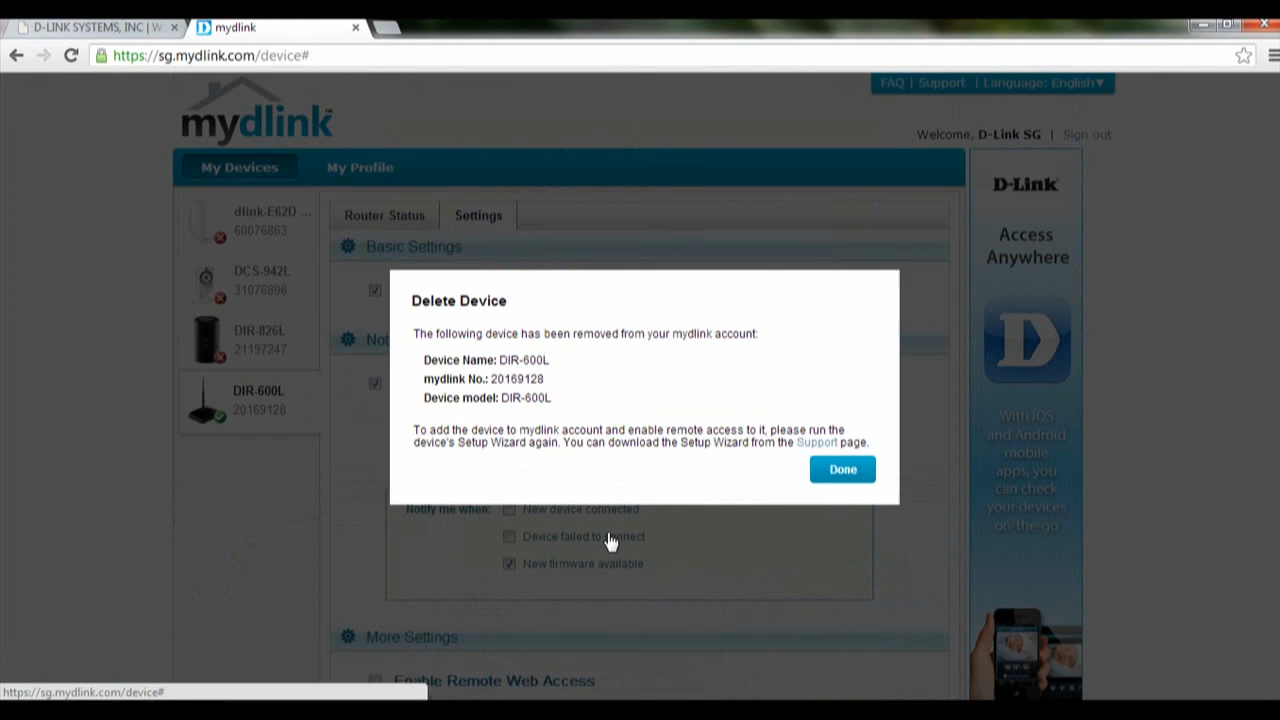 D-LINK SYSTEMS, INC | W
mydlink
https://sg.mydlink.com/device#
FAQ | Support | Language: English▼
mydlink
Welcome, D-Link SG | Sign out
My Devices
My Profile
dlink-E62D ...
60076863
DCS-942L
31076896
DIR-826L
21197247
DIR-600L
20169128
Router Status
Settings
Basic Settings
Not
Delete Device
The following device has been removed from your mydlink account:
Device Name: DIR-600L
mydlink No.: 20169128
Device model: DIR-600L
To add the device to mydlink account and enable remote access to it, please run the
device's Setup Wizard again. You can download the Setup Wizard from the Support page.
Done
Notify me when:
New device connected
Device failed to connect
New firmware available
More Settings
Enable Remote Web Access
D-Link
Access
Anywhere
D
With iOS
and Android
mobile
apps, you
can check
your devices
on-the-go
https://sg.mydlink.com/device#